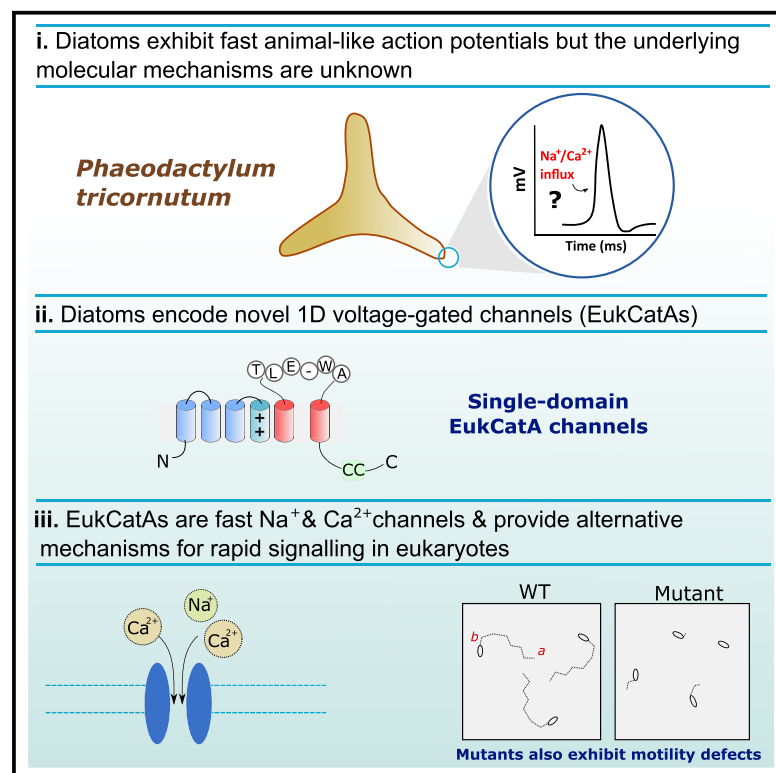 i. Diatoms exhibit fast animal-like action potentials but the underlying
molecular mechanisms are unknown
Phaeodactylum
tricornutum
mV
Na⁺/Ca²⁺
influx
?
Time (ms)
ii. Diatoms encode novel 1D voltage-gated channels (EukCatAs)
T L E - W A
+
+
N
CC
C
Single-domain
EukCatA channels
iii. EukCatAs are fast Na⁺& Ca²⁺channels & provide alternative
mechanisms for rapid signalling in eukaryotes
Na⁺
Ca²⁺
Ca²⁺
WT
Mutant
b
a
Mutants also exhibit motility defects